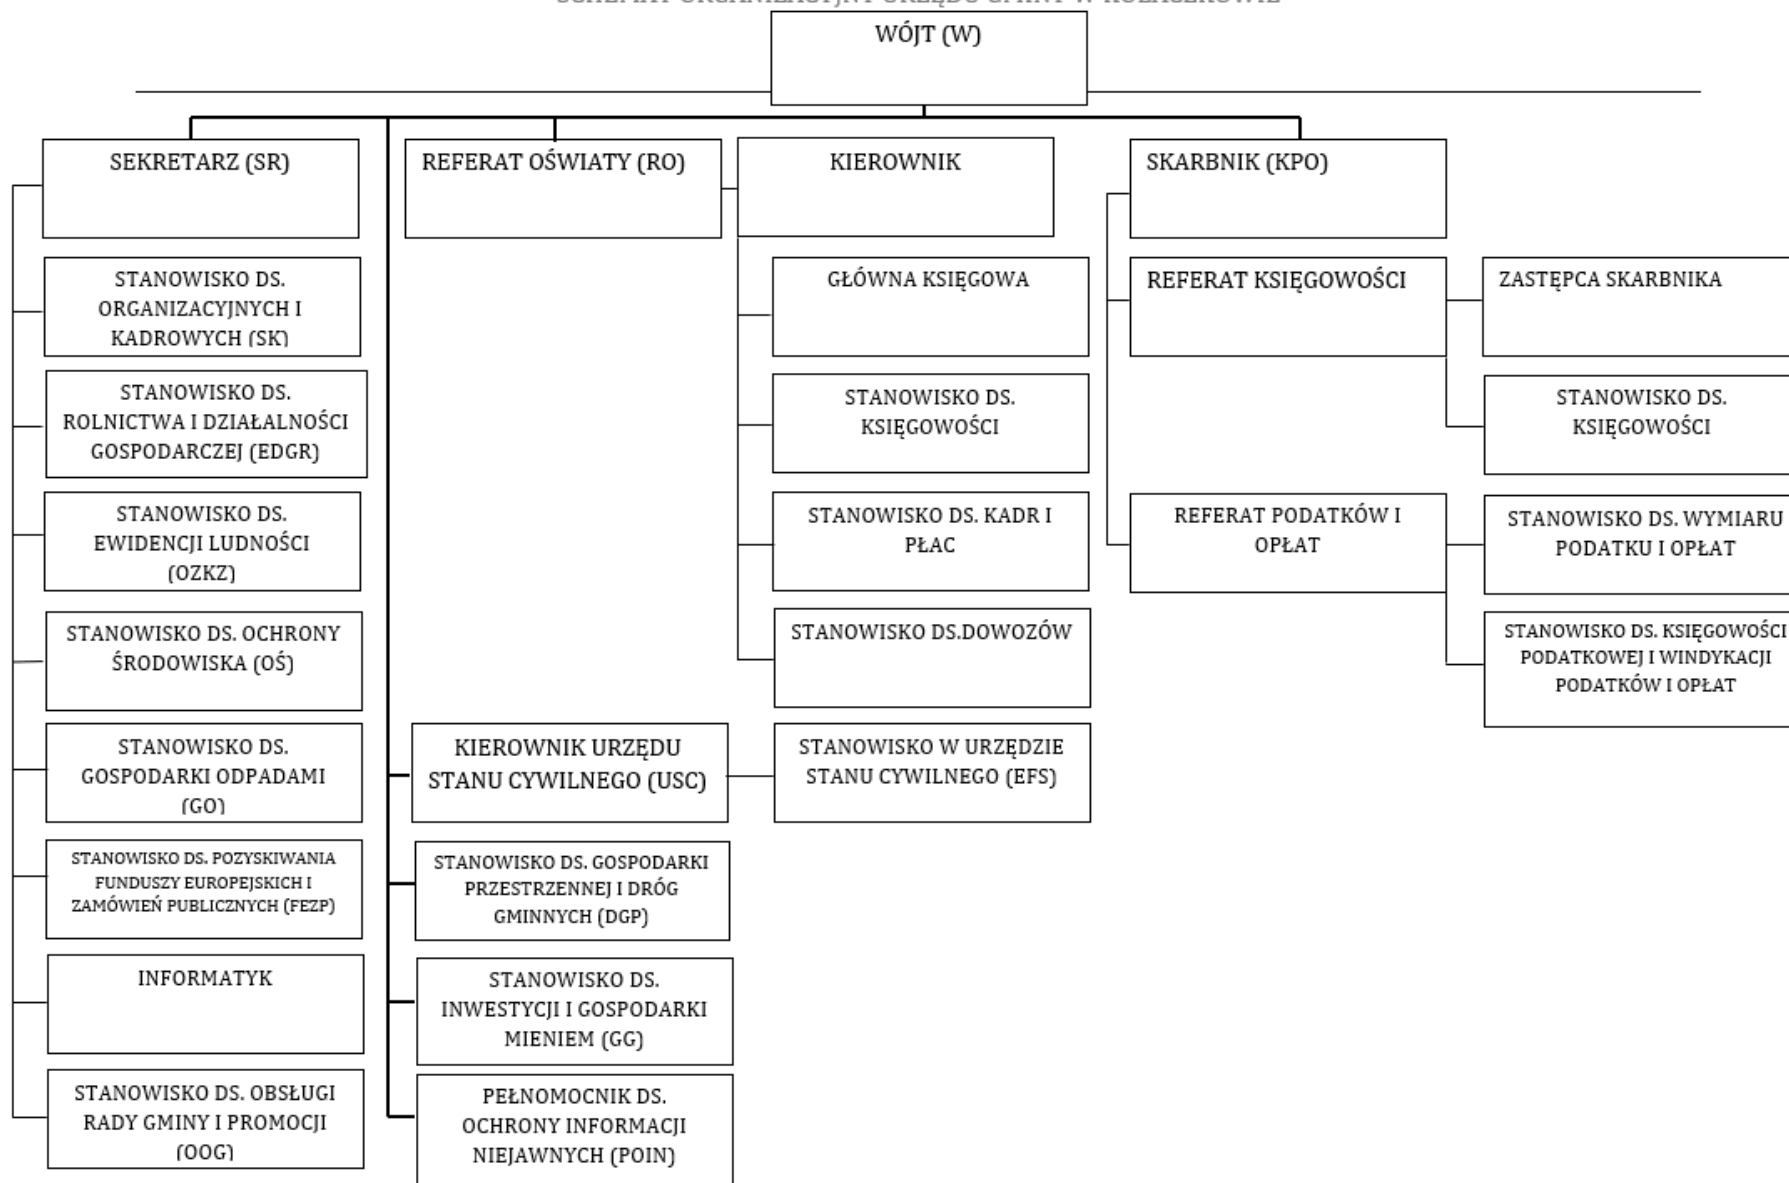 WÓJT (W)
SEKRETARZ (SR)
STANOWISKO DS.
ORGANIZACYJNYCH I
KADROWYCH (SK)
STANOWISKO DS.
ROLNICTWA I DZIAŁALNOŚCI
GOSPODARCZEJ (EDGR)
STANOWISKO DS.
EWIDENCJI LUDNOŚCI
(OZKZ)
STANOWISKO DS. OCHRONY
ŚRODOWISKA (OŚ)
STANOWISKO DS.
GOSPODARKI ODPADAMI
(GO)
STANOWISKO DS. POZYSKIWANIA
FUNDUSZY EUROPEJSKICH I
ZAMÓWIEŃ PUBLICZNYCH (FEZP)
INFORMATYK
STANOWISKO DS. OBSŁUGI
RADY GMINY I PROMOCJI
(OOG)
REFERAT OŚWIATY (RO)
KIEROWNIK
GŁÓWNA KSIĘGOWA
STANOWISKO DS.
KSIĘGOWOŚCI
STANOWISKO DS. KADR I
PŁAC
STANOWISKO DS.DOWOZÓW
KIEROWNIK URZĘDU
STANU CYWILNEGO (USC)
STANOWISKO W URZĘDZIE
STANU CYWILNEGO (EFS)
STANOWISKO DS. GOSPODARKI
PRZESTRZENNEJ I DRÓG
GMINNYCH (DGP)
STANOWISKO DS.
INWESTYCJI I GOSPODARKI
MIENIEM (GG)
PEŁNOMOCNIK DS.
OCHRONY INFORMACJI
NIEJAWNYCH (POIN)
SKARBNIK (KPO)
REFERAT KSIĘGOWOŚCI
ZASTĘPCA SKARBNIKA
STANOWISKO DS.
KSIĘGOWOŚCI
REFERAT PODATKÓW I
OPŁAT
STANOWISKO DS. WYMIARU
PODATKU I OPŁAT
STANOWISKO DS. KSIĘGOWOŚCI
PODATKOWEJ I WINDYKACJI
PODATKÓW I OPŁAT